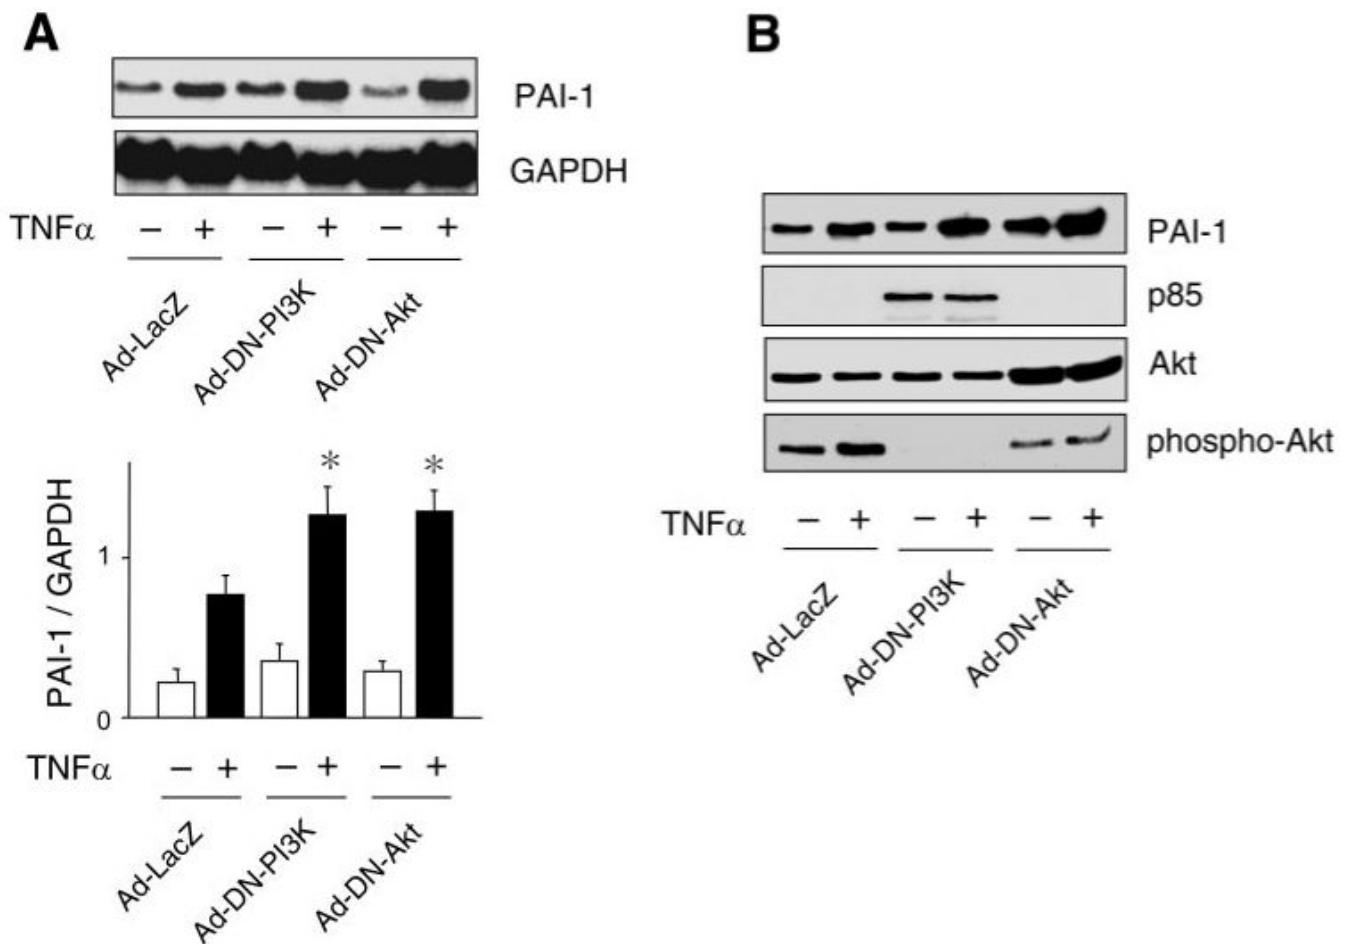 A
PAI-1
GAPDH
TNFα − + − + − +
Ad-LacZ
Ad-DN-PI3K
Ad-DN-Akt
PAI-1 / GAPDH
1
0
* *
TNFα − + − + − +
Ad-LacZ
Ad-DN-PI3K
Ad-DN-Akt
B
PAI-1
p85
Akt
phospho-Akt
TNFα − + − + − +
Ad-LacZ
Ad-DN-PI3K
Ad-DN-Akt